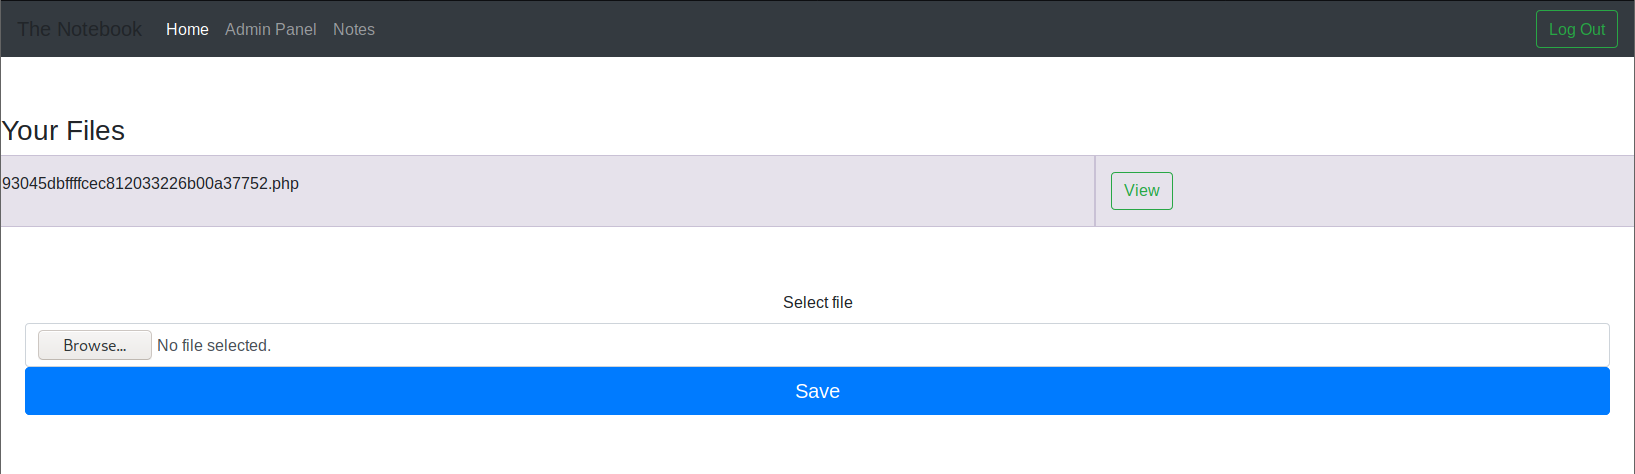 The Notebook Home Admin Panel Notes Log Out
Your Files
93045dbffffcec812033226b00a37752.php View
Select file
Browse... No file selected.
Save